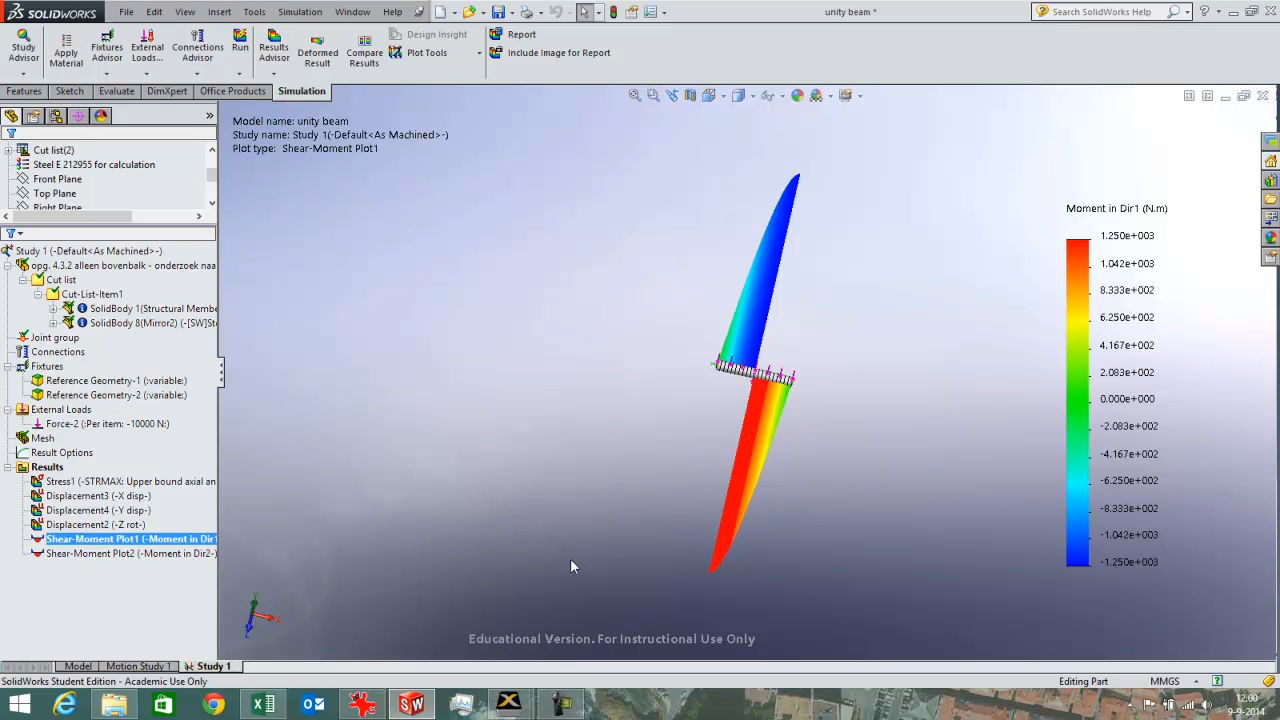 SOLIDWORKS
File Edit View Insert Tools Simulation Window Help
unity beam *
Search SolidWorks Help
Study Advisor
Apply Material
Fixtures Advisor
External Loads...
Connections Advisor
Run
Results Advisor
Deformed Result
Compare Results
Design Insight
Plot Tools
Report
Include Image for Report
Features Sketch Evaluate DimXpert Office Products Simulation
Model name: unity beam
Study name: Study 1(-Default<As Machined>-)
Plot type: Shear-Moment Plot1
Cut list(2)
Steel E 212955 for calculation
Front Plane
Top Plane
Right Plane
Study 1 (-Default<As Machined>-)
opg. 4.3.2 alleen bovenbalk - onderzoek naa
Cut list
Cut-List-Item1
SolidBody 1(Structural Membe
SolidBody 8(Mirror2) (-[SW]Ste
Joint group
Connections
Fixtures
Reference Geometry-1 (:variable:)
Reference Geometry-2 (:variable:)
External Loads
Force-2 (:Per item: -10000 N:)
Mesh
Result Options
Results
Stress1 (-STRMAX: Upper bound axial an
Displacement3 (-X disp-)
Displacement4 (-Y disp-)
Displacement2 (-Z rot-)
Shear-Moment Plot1 (-Moment in Dir1
Shear-Moment Plot2 (-Moment in Dir2-)
Moment in Dir1 (N.m)
1.250e+003
1.042e+003
8.333e+002
6.250e+002
4.167e+002
2.083e+002
0.000e+000
-2.083e+002
-4.167e+002
-6.250e+002
-8.333e+002
-1.042e+003
-1.250e+003
Y
X
Z
Educational Version. For Instructional Use Only
Model Motion Study 1 Study 1
SolidWorks Student Edition - Academic Use Only
Editing Part MMGS
12:00
9-9-2014